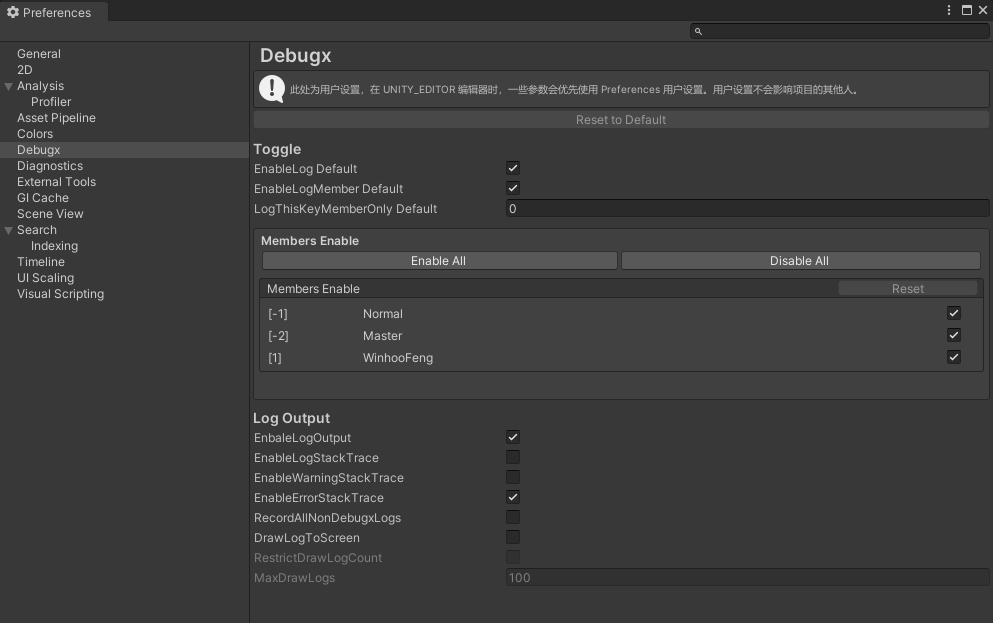 Preferences
General
2D
Analysis
Profiler
Asset Pipeline
Colors
Debugx
Diagnostics
External Tools
GI Cache
Scene View
Search
Indexing
Timeline
UI Scaling
Visual Scripting
Debugx
此处为用户设置，在 UNITY_EDITOR 编辑器时，一些参数会优先使用 Preferences 用户设置。用户设置不会影响项目的其他人。
Reset to Default
Toggle
EnableLog Default
EnableLogMember Default
LogThisKeyMemberOnly Default 0
Members Enable
Enable All Disable All
Members Enable Reset
[-1] Normal
[-2] Master
[1] WinhooFeng
Log Output
EnbaleLogOutput
EnableLogStackTrace
EnableWarningStackTrace
EnableErrorStackTrace
RecordAllNonDebugxLogs
DrawLogToScreen
RestrictDrawLogCount
MaxDrawLogs 100